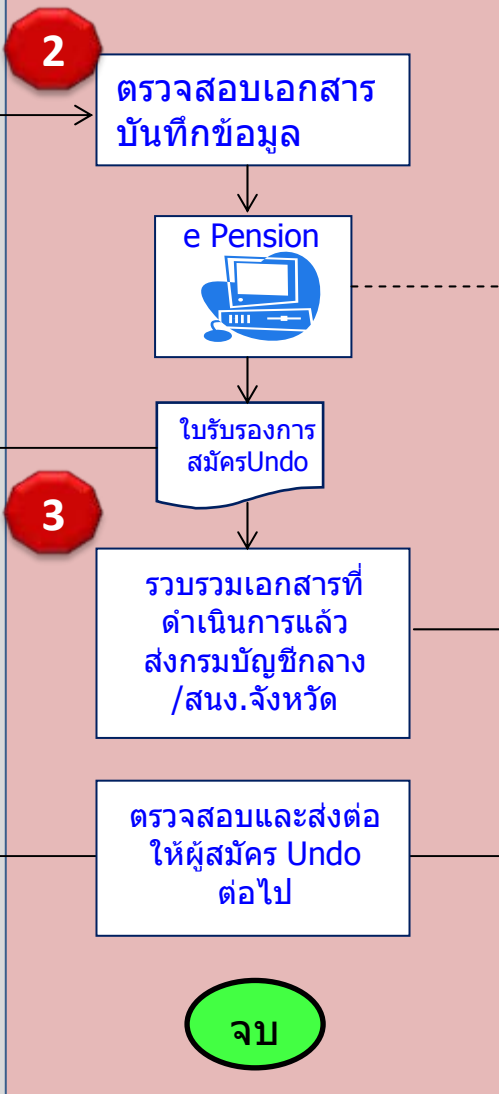 2
ตรวจสอบเอกสาร
บันทึกข้อมูล
e Pension
ใบรับรองการ
สมัครUndo
3
รวบรวมเอกสารที่
ดำเนินการแล้ว
ส่งกรมบัญชีกลาง
/สนง.จังหวัด
ตรวจสอบและส่งต่อ
ให้ผู้สมัคร Undo
ต่อไป
จบ